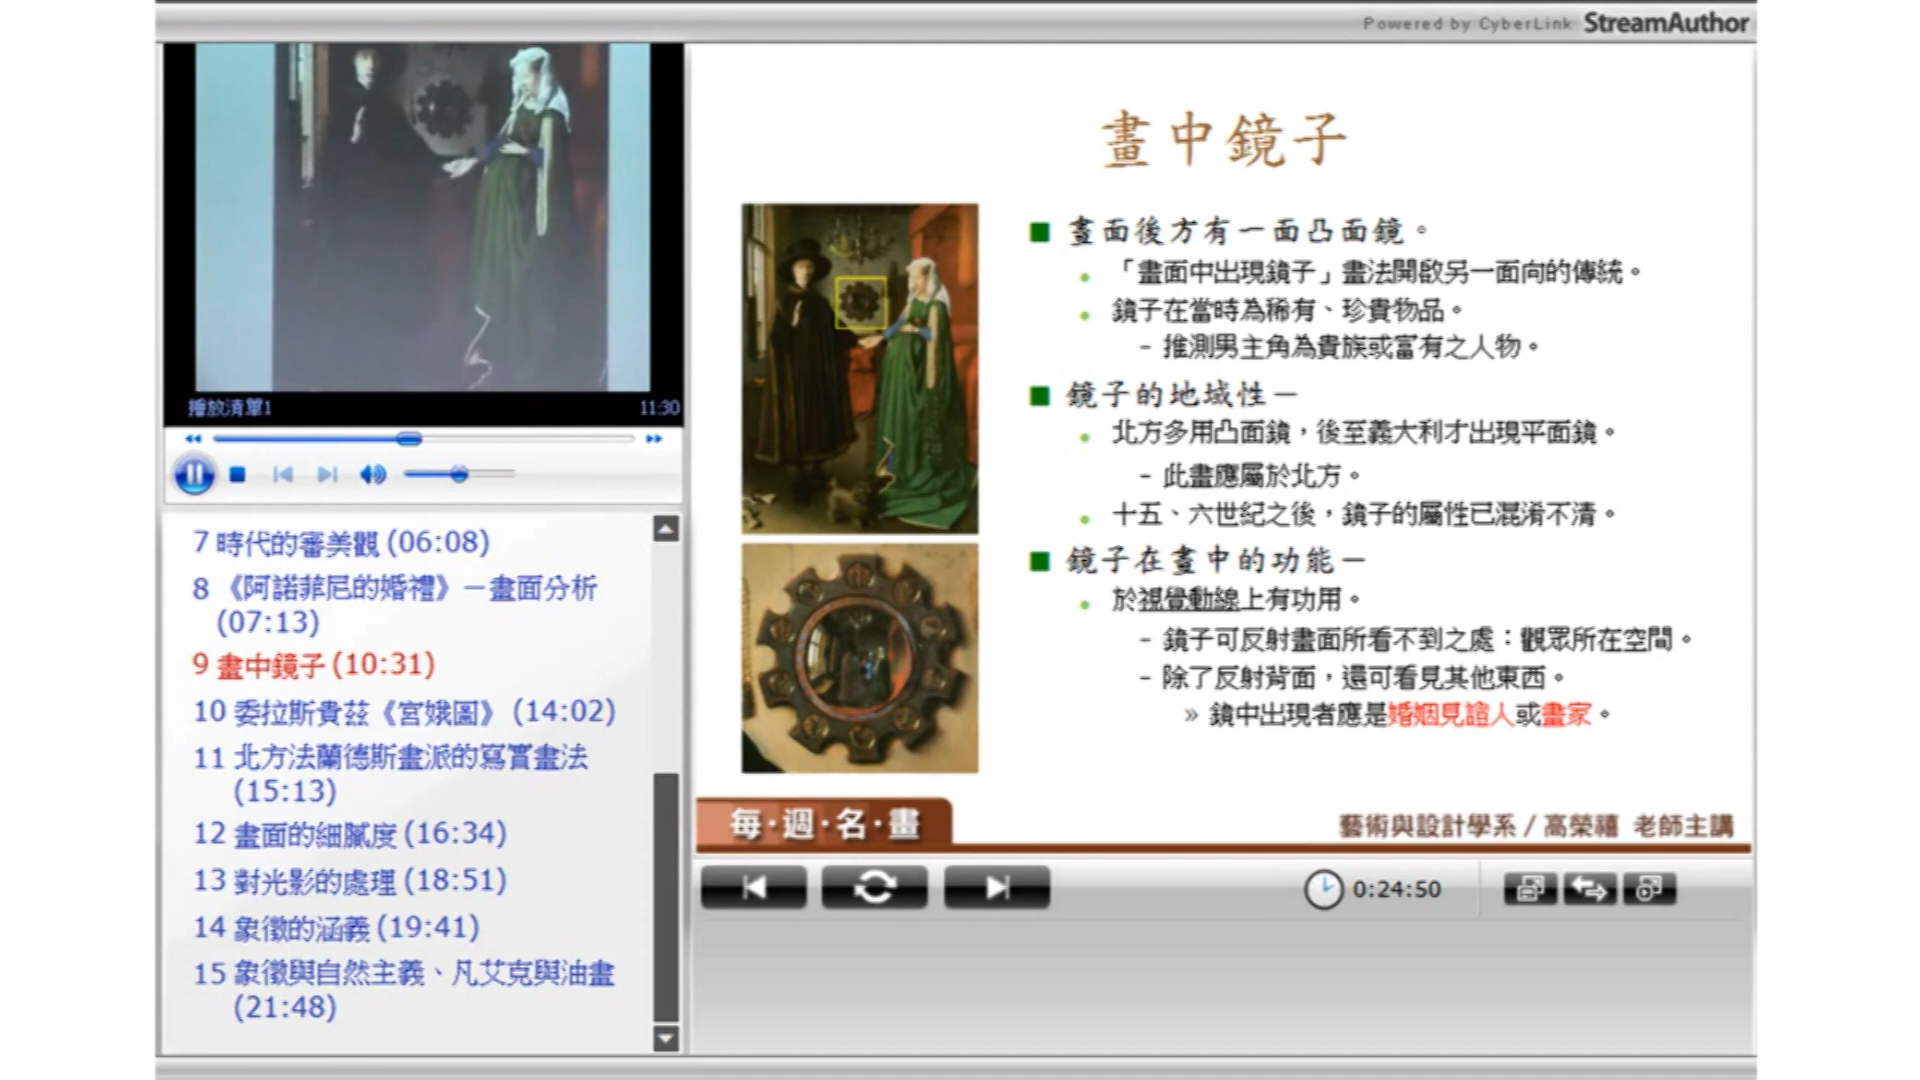 Powered by CyberLink StreamAuthor
播放清單1
11:30
7 時代的審美觀 (06:08)
8 《阿諾菲尼的婚禮》－畫面分析
(07:13)
9 畫中鏡子 (10:31)
10 委拉斯貴茲《宮娥圖》 (14:02)
11 北方法蘭德斯畫派的寫實畫法
(15:13)
12 畫面的細膩度 (16:34)
13 對光影的處理 (18:51)
14 象徵的涵義 (19:41)
15 象徵與自然主義、凡艾克與油畫
(21:48)
畫中鏡子
畫面後方有一面凸面鏡。
「畫面中出現鏡子」畫法開啟另一面向的傳統。
鏡子在當時為稀有、珍貴物品。
－ 推測男主角為貴族或富有之人物。
鏡子的地域性－
北方多用凸面鏡，後至義大利才出現平面鏡。
－ 此畫應屬於北方。
十五、六世紀之後，鏡子的屬性已混淆不清。
鏡子在畫中的功能－
於視覺動線上有功用。
－ 鏡子可反射畫面所看不到之處：觀眾所在空間。
－ 除了反射背面，還可看見其他東西。
» 鏡中出現者應是婚姻見證人或畫家。
每·週·名·畫
藝術與設計學系 / 高榮禧 老師主講
0:24:50